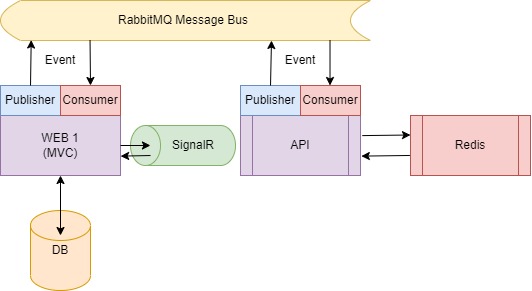 RabbitMQ Message Bus
Event
Event
Publisher
Consumer
Publisher
Consumer
WEB 1
(MVC)
SignalR
API
Redis
DB